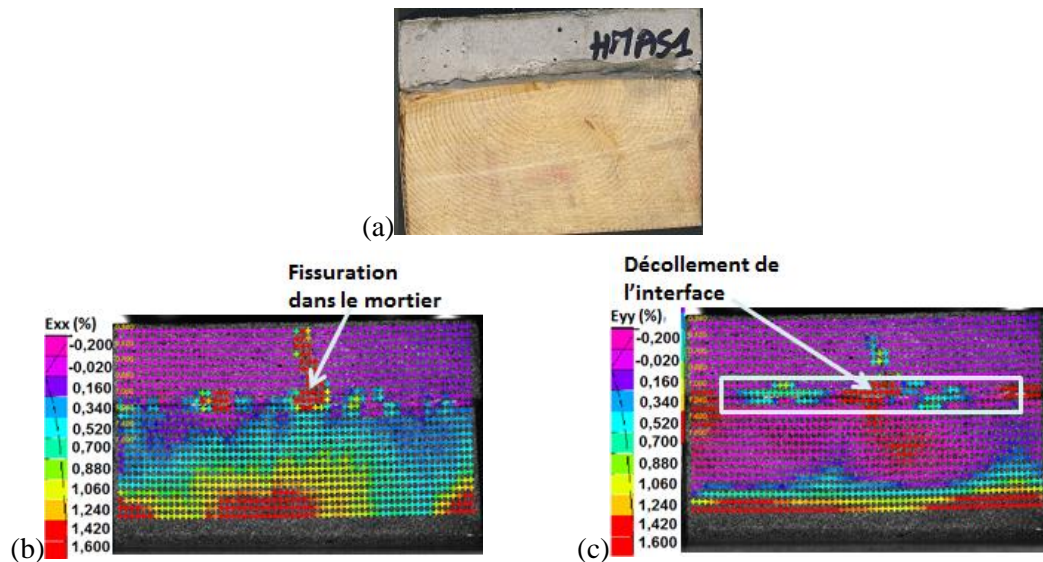 HMAS1
(a)
Fissuration
dans le mortier
Exx (%)
-0,200
-0,020
0,160
0,340
0,520
0,700
0,880
1,060
1,240
1,420
1,600
(b)
Décollement de
l'interface
Eyy (%)
-0,200
-0,020
0,160
0,340
0,520
0,700
0,880
1,060
1,240
1,420
1,600
(c)